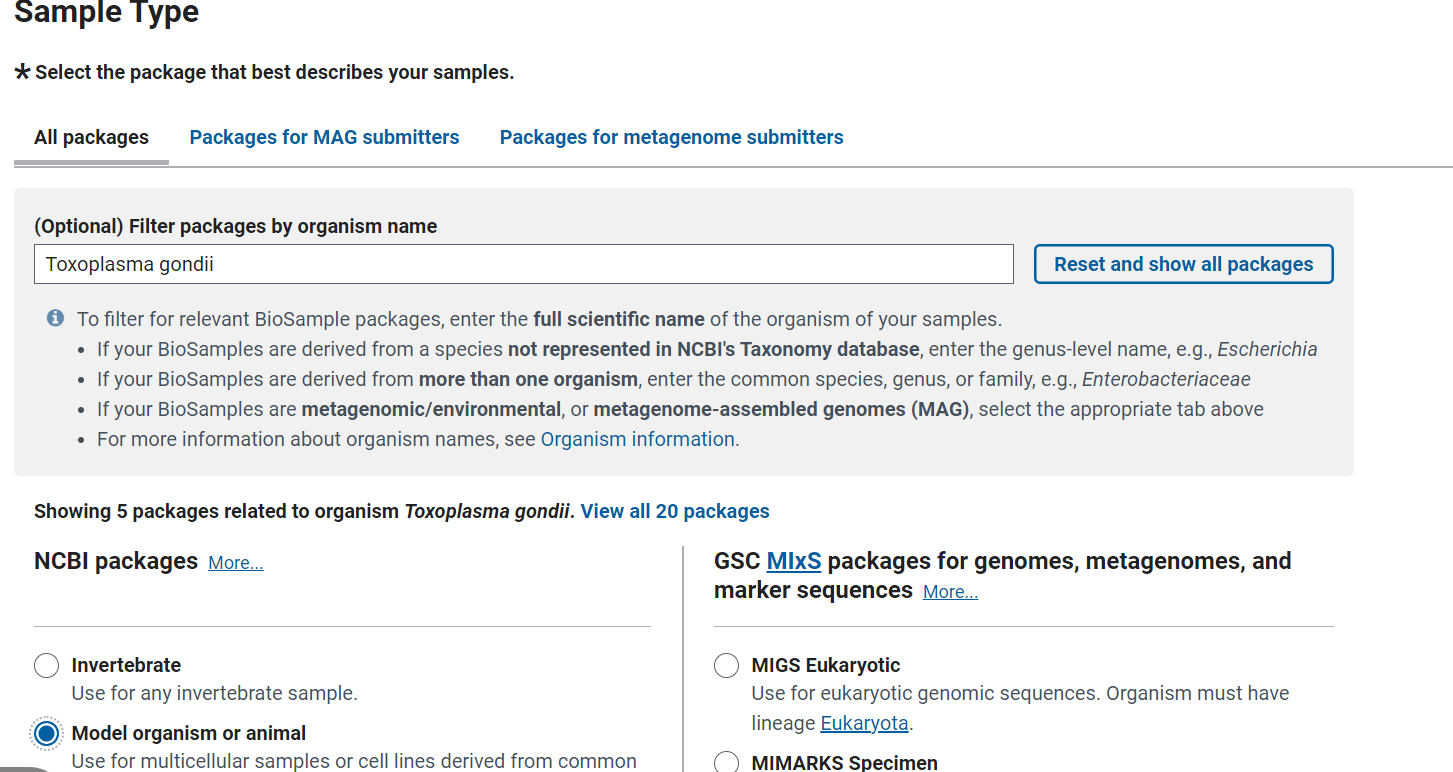 Sample Type
* Select the package that best describes your samples.
All packages
Packages for MAG submitters
Packages for metagenome submitters
(Optional) Filter packages by organism name
Toxoplasma gondii
Reset and show all packages
To filter for relevant BioSample packages, enter the full scientific name of the organism of your samples.
• If your BioSamples are derived from a species not represented in NCBI's Taxonomy database, enter the genus-level name, e.g., Escherichia
• If your BioSamples are derived from more than one organism, enter the common species, genus, or family, e.g., Enterobacteriaceae
• If your BioSamples are metagenomic/environmental, or metagenome-assembled genomes (MAG), select the appropriate tab above
• For more information about organism names, see Organism information.
Showing 5 packages related to organism Toxoplasma gondii. View all 20 packages
NCBI packages More...
Invertebrate
Use for any invertebrate sample.
Model organism or animal
Use for multicellular samples or cell lines derived from common
GSC MIxS packages for genomes, metagenomes, and
marker sequences More...
MIGS Eukaryotic
Use for eukaryotic genomic sequences. Organism must have
lineage Eukaryota.
MIMARKS Specimen